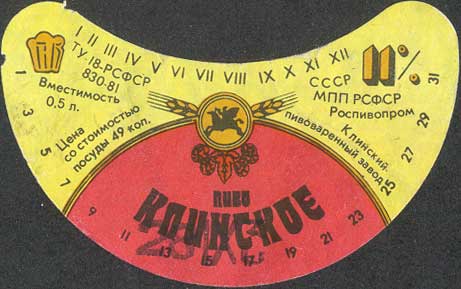 I II III IV V VI VII VIII IX X XI XII
ТУ 18-РСФСР
830-81
Вместимость
0.5 л.
Цена
со стоимостью
посуды 49 коп.
11%
СССР
МПП РСФСР
Роспивопром
Клинский
пивоваренный завод
ПИВО
КЛИНСКОЕ
1 3 5 7 9 11 13 15 17 19 21 23 25 27 29 31